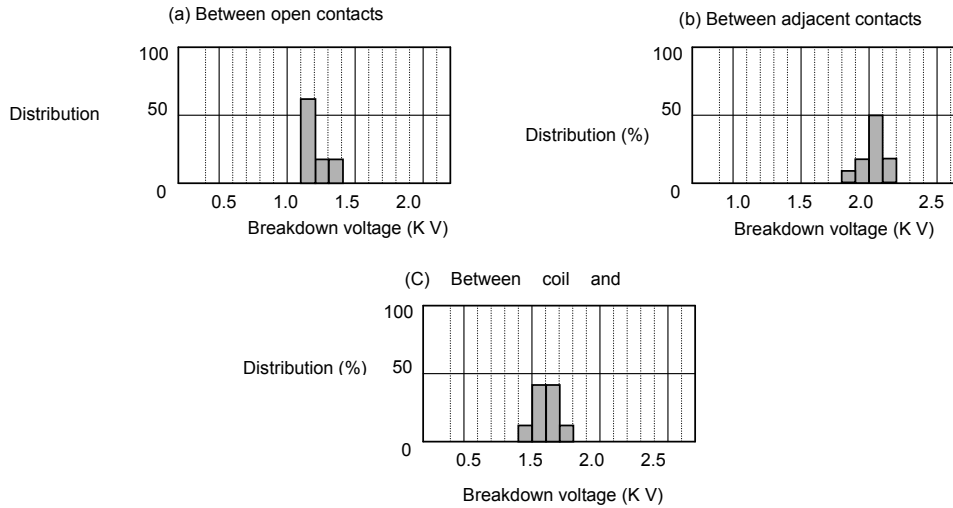 (a) Between open contacts
100
Distribution
50
0
0.5 1.0 1.5 2.0
Breakdown voltage (K V)
(b) Between adjacent contacts
100
50
Distribution (%)
0
1.0 1.5 2.0 2.5
Breakdown voltage (K V)
(C) Between coil and
100
50
Distribution (%)
0
0.5 1.5 2.0 2.5
Breakdown voltage (K V)